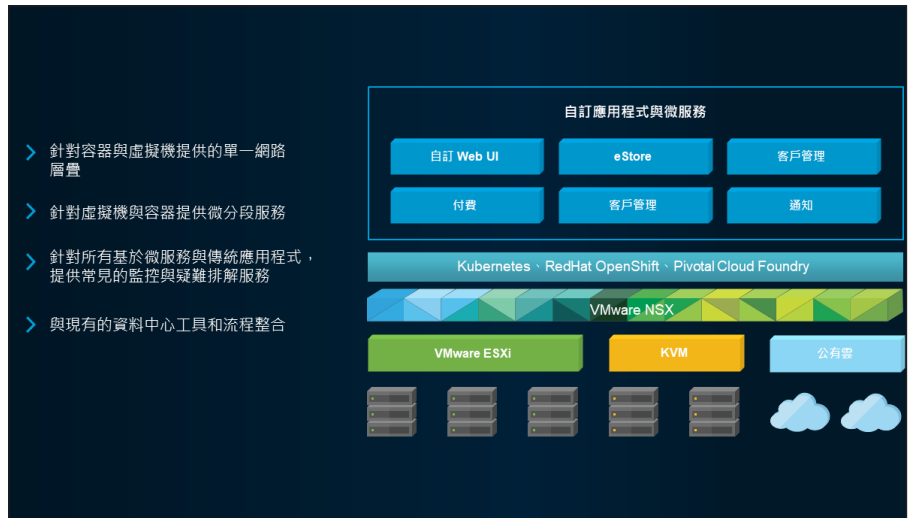 針對容器與虛擬機提供的單一網路
層疊
針對虛擬機與容器提供微分段服務
針對所有基於微服務與傳統應用程式，
提供常見的監控與疑難排解服務
與現有的資料中心工具和流程整合
自訂應用程式與微服務
自訂 Web UI
eStore
客戶管理
付費
客戶管理
通知
Kubernetes、RedHat OpenShift、Pivotal Cloud Foundry
VMware NSX
VMware ESXi
KVM
公有雲